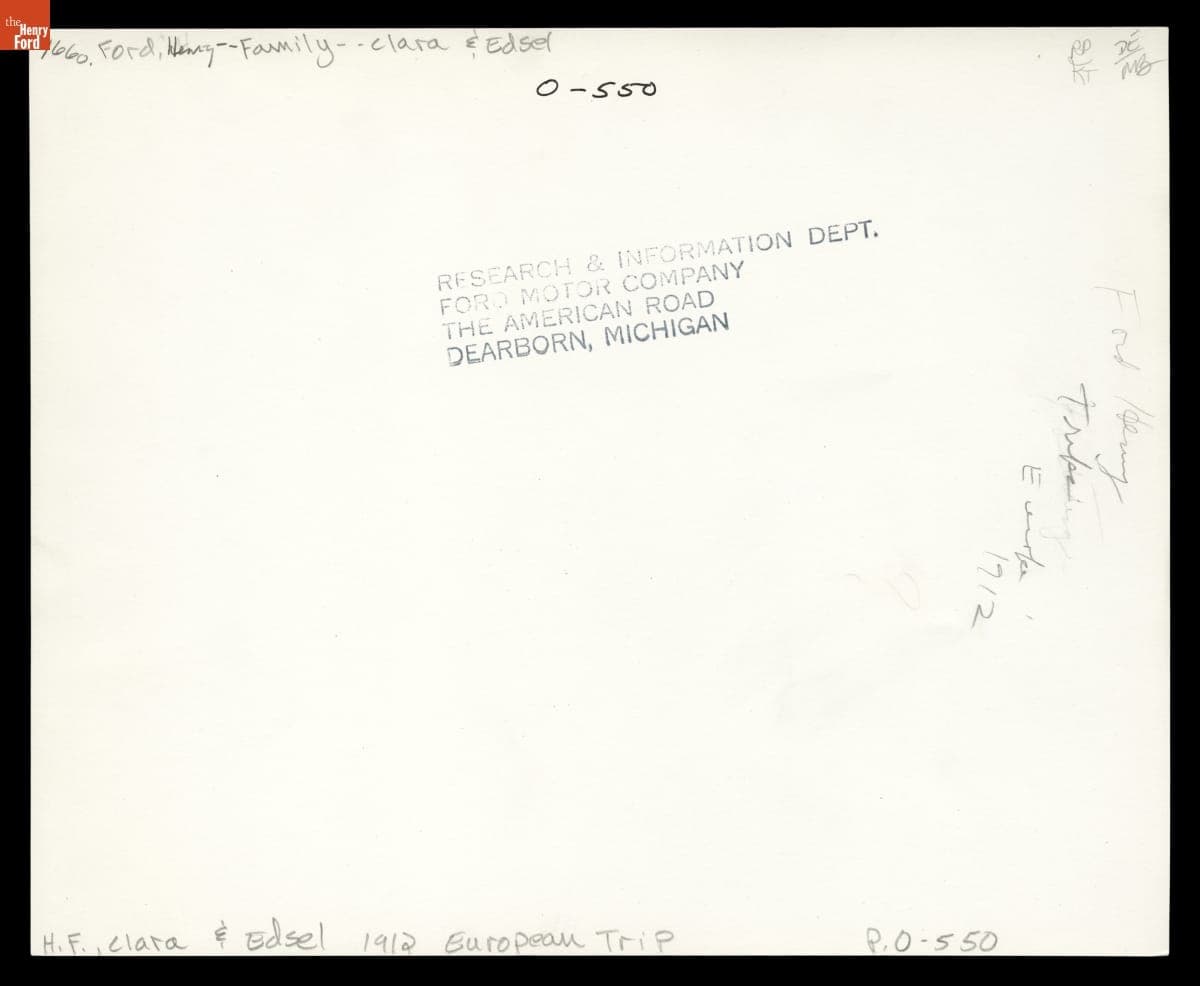 the
Henry
Ford
1660. Ford, Henry--Family--Clara & Edsel
O-550
RESEARCH & INFORMATION DEPT.
FORD MOTOR COMPANY
THE AMERICAN ROAD
DEARBORN, MICHIGAN
Ford Henry
1912
H.F., Clara & Edsel 1912 European Trip
P.O-550